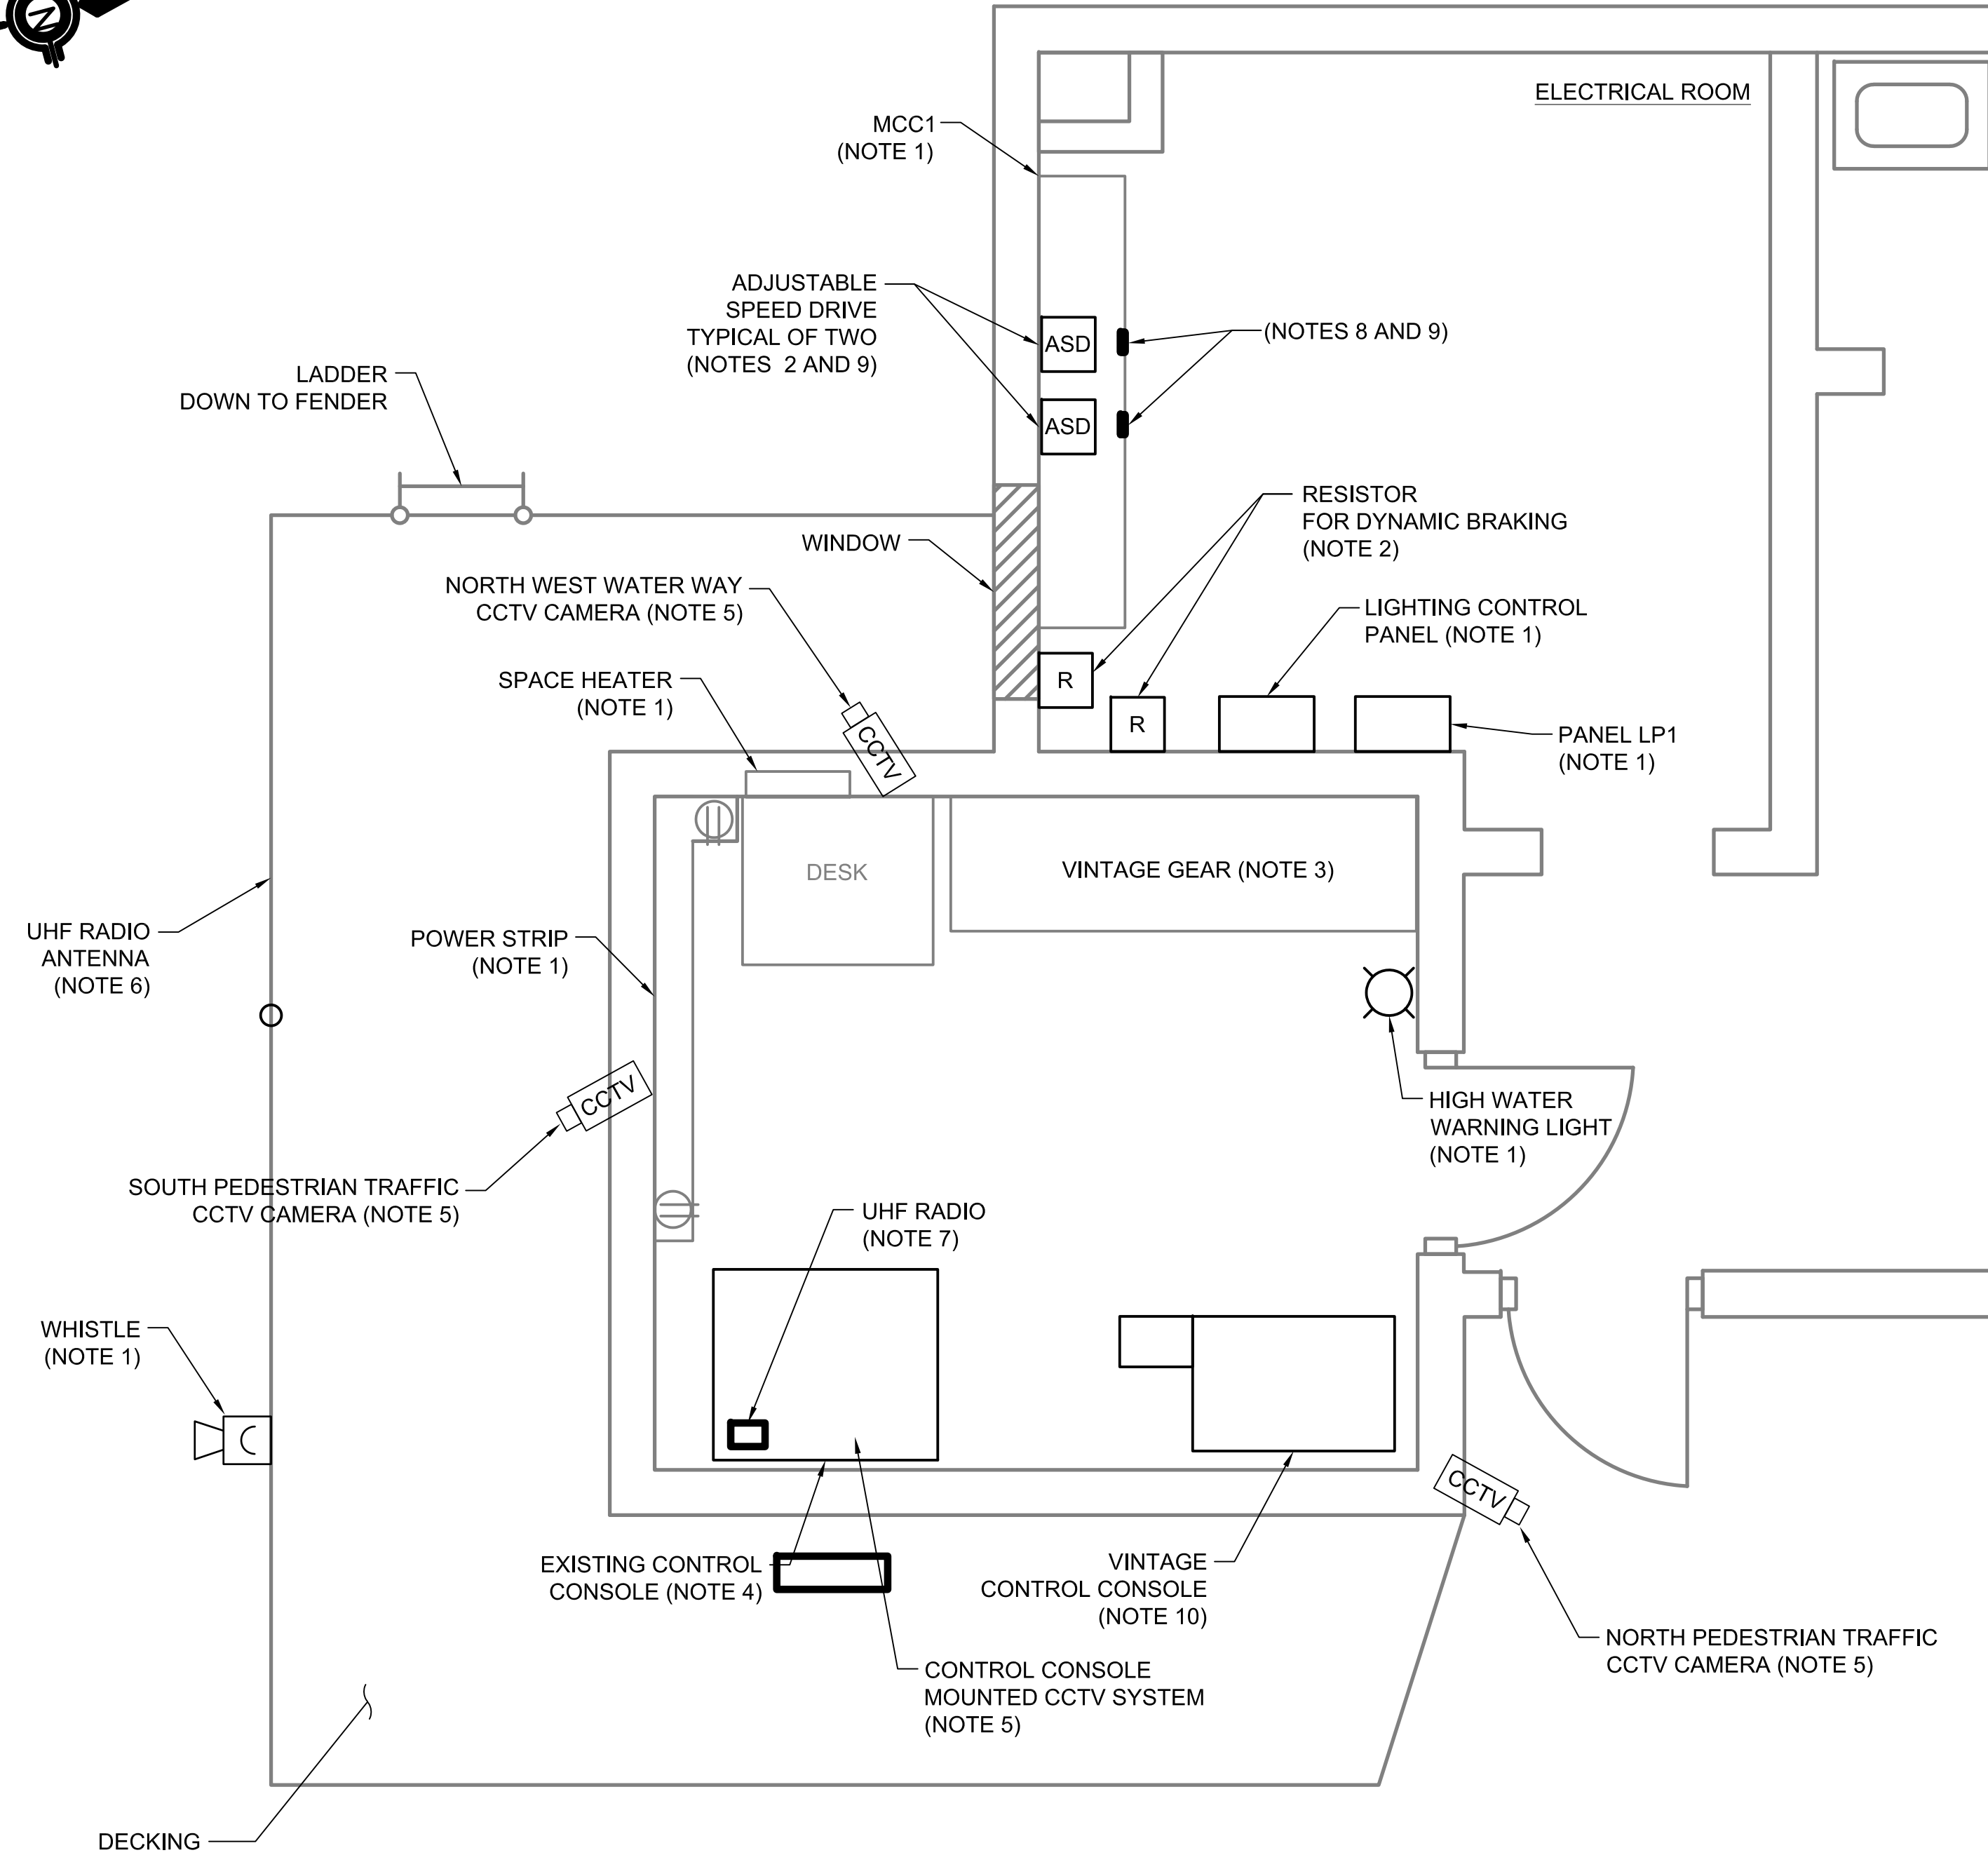 N
ELECTRICAL ROOM
MCC1
(NOTE 1)
ADJUSTABLE
SPEED DRIVE
TYPICAL OF TWO
(NOTES 2 AND 9)
ASD
ASD
(NOTES 8 AND 9)
LADDER
DOWN TO FENDER
RESISTOR
FOR DYNAMIC BRAKING
(NOTE 2)
WINDOW
NORTH WEST WATER WAY
CCTV CAMERA (NOTE 5)
LIGHTING CONTROL
PANEL (NOTE 1)
SPACE HEATER
(NOTE 1)
CCTV
R
R
PANEL LP1
(NOTE 1)
DESK
VINTAGE GEAR (NOTE 3)
UHF RADIO
ANTENNA
(NOTE 6)
POWER STRIP
(NOTE 1)
CCTV
HIGH WATER
WARNING LIGHT
(NOTE 1)
SOUTH PEDESTRIAN TRAFFIC
CCTV CAMERA (NOTE 5)
UHF RADIO
(NOTE 7)
WHISTLE
(NOTE 1)
CCTV
EXISTING CONTROL
CONSOLE (NOTE 4)
VINTAGE
CONTROL CONSOLE
(NOTE 10)
NORTH PEDESTRIAN TRAFFIC
CCTV CAMERA (NOTE 5)
CONTROL CONSOLE
MOUNTED CCTV SYSTEM
(NOTE 5)
DECKING